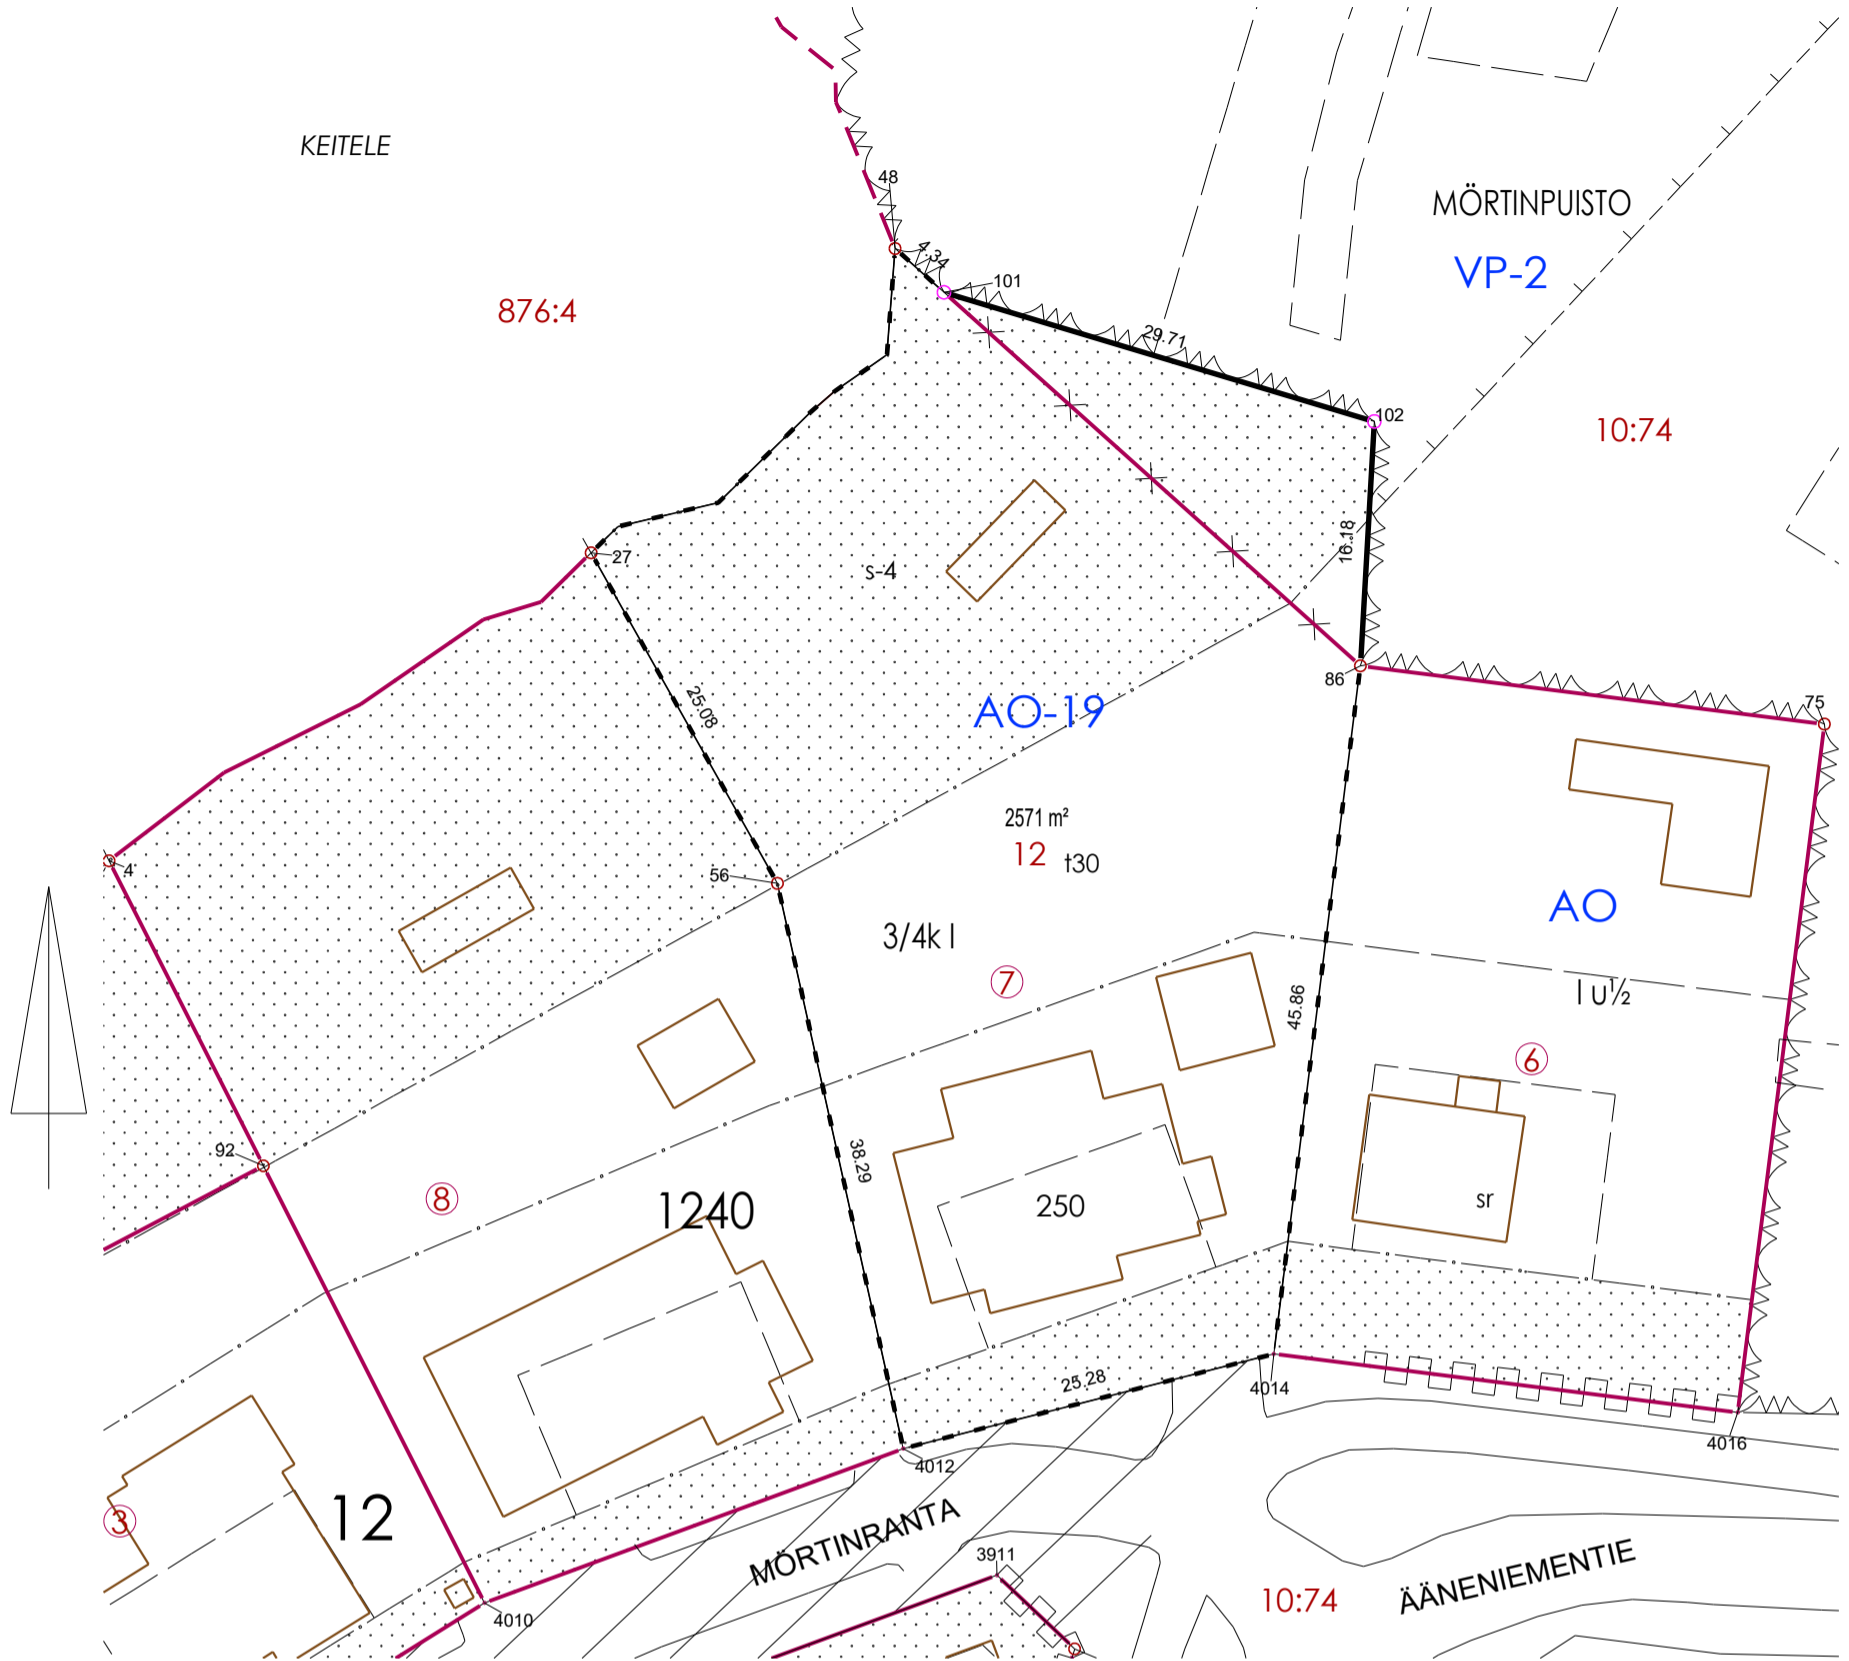 KEITELE
48
MÖRTINPUISTO
VP-2
4.34
101
876:4
29.71
102
10:74
16.18
27
s-4
86
25.08
AO-19
75
2571 m²
12 t30
4
56
AO
3/4k I
7
I u½
45.86
6
92
38.29
8
1240
250
sr
25.28
4014
4012
4016
12
3
MÖRTINRANTA
3911
ÄÄNENIEMENTIE
10:74
4010